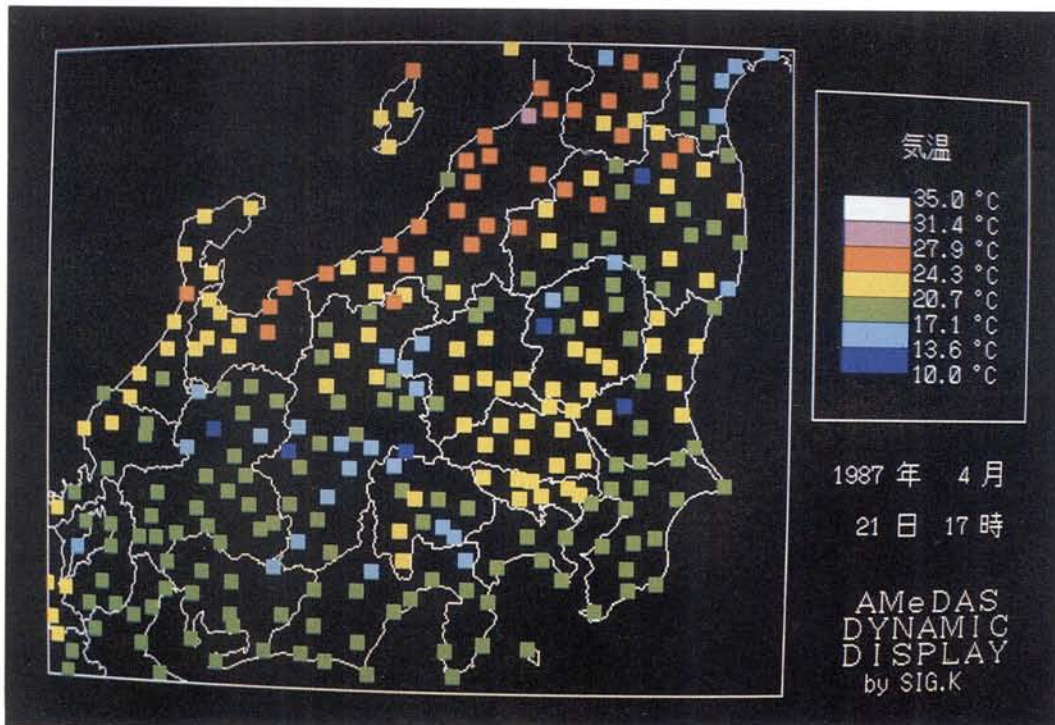 気温
35.0 °C
31.4 °C
27.9 °C
24.3 °C
20.7 °C
17.1 °C
13.6 °C
10.0 °C
1987 年 4 月
21 日 17 時
AMeDAS
DYNAMIC
DISPLAY
by SIG.K